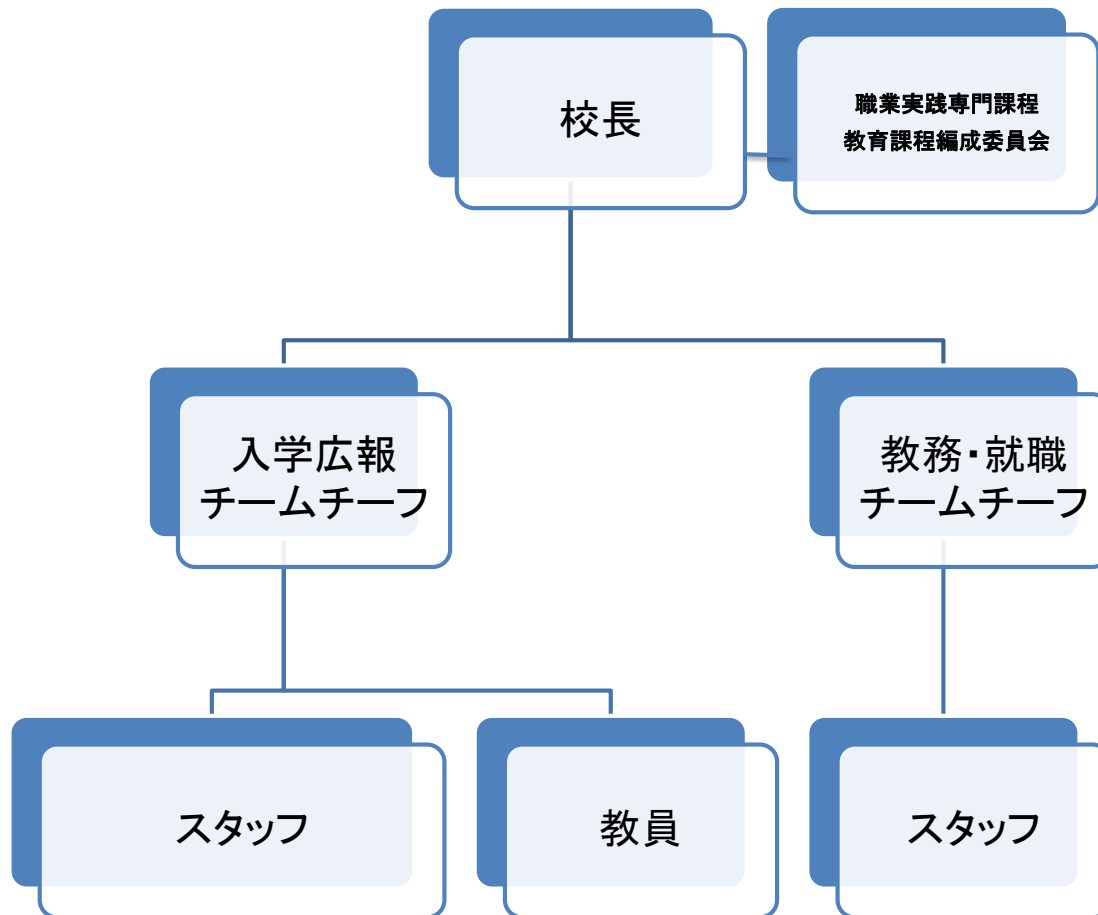 校長
職業実践専門課程
教育課程編成委員会
入学広報
チームチーフ
教務・就職
チームチーフ
スタッフ
教員
スタッフ